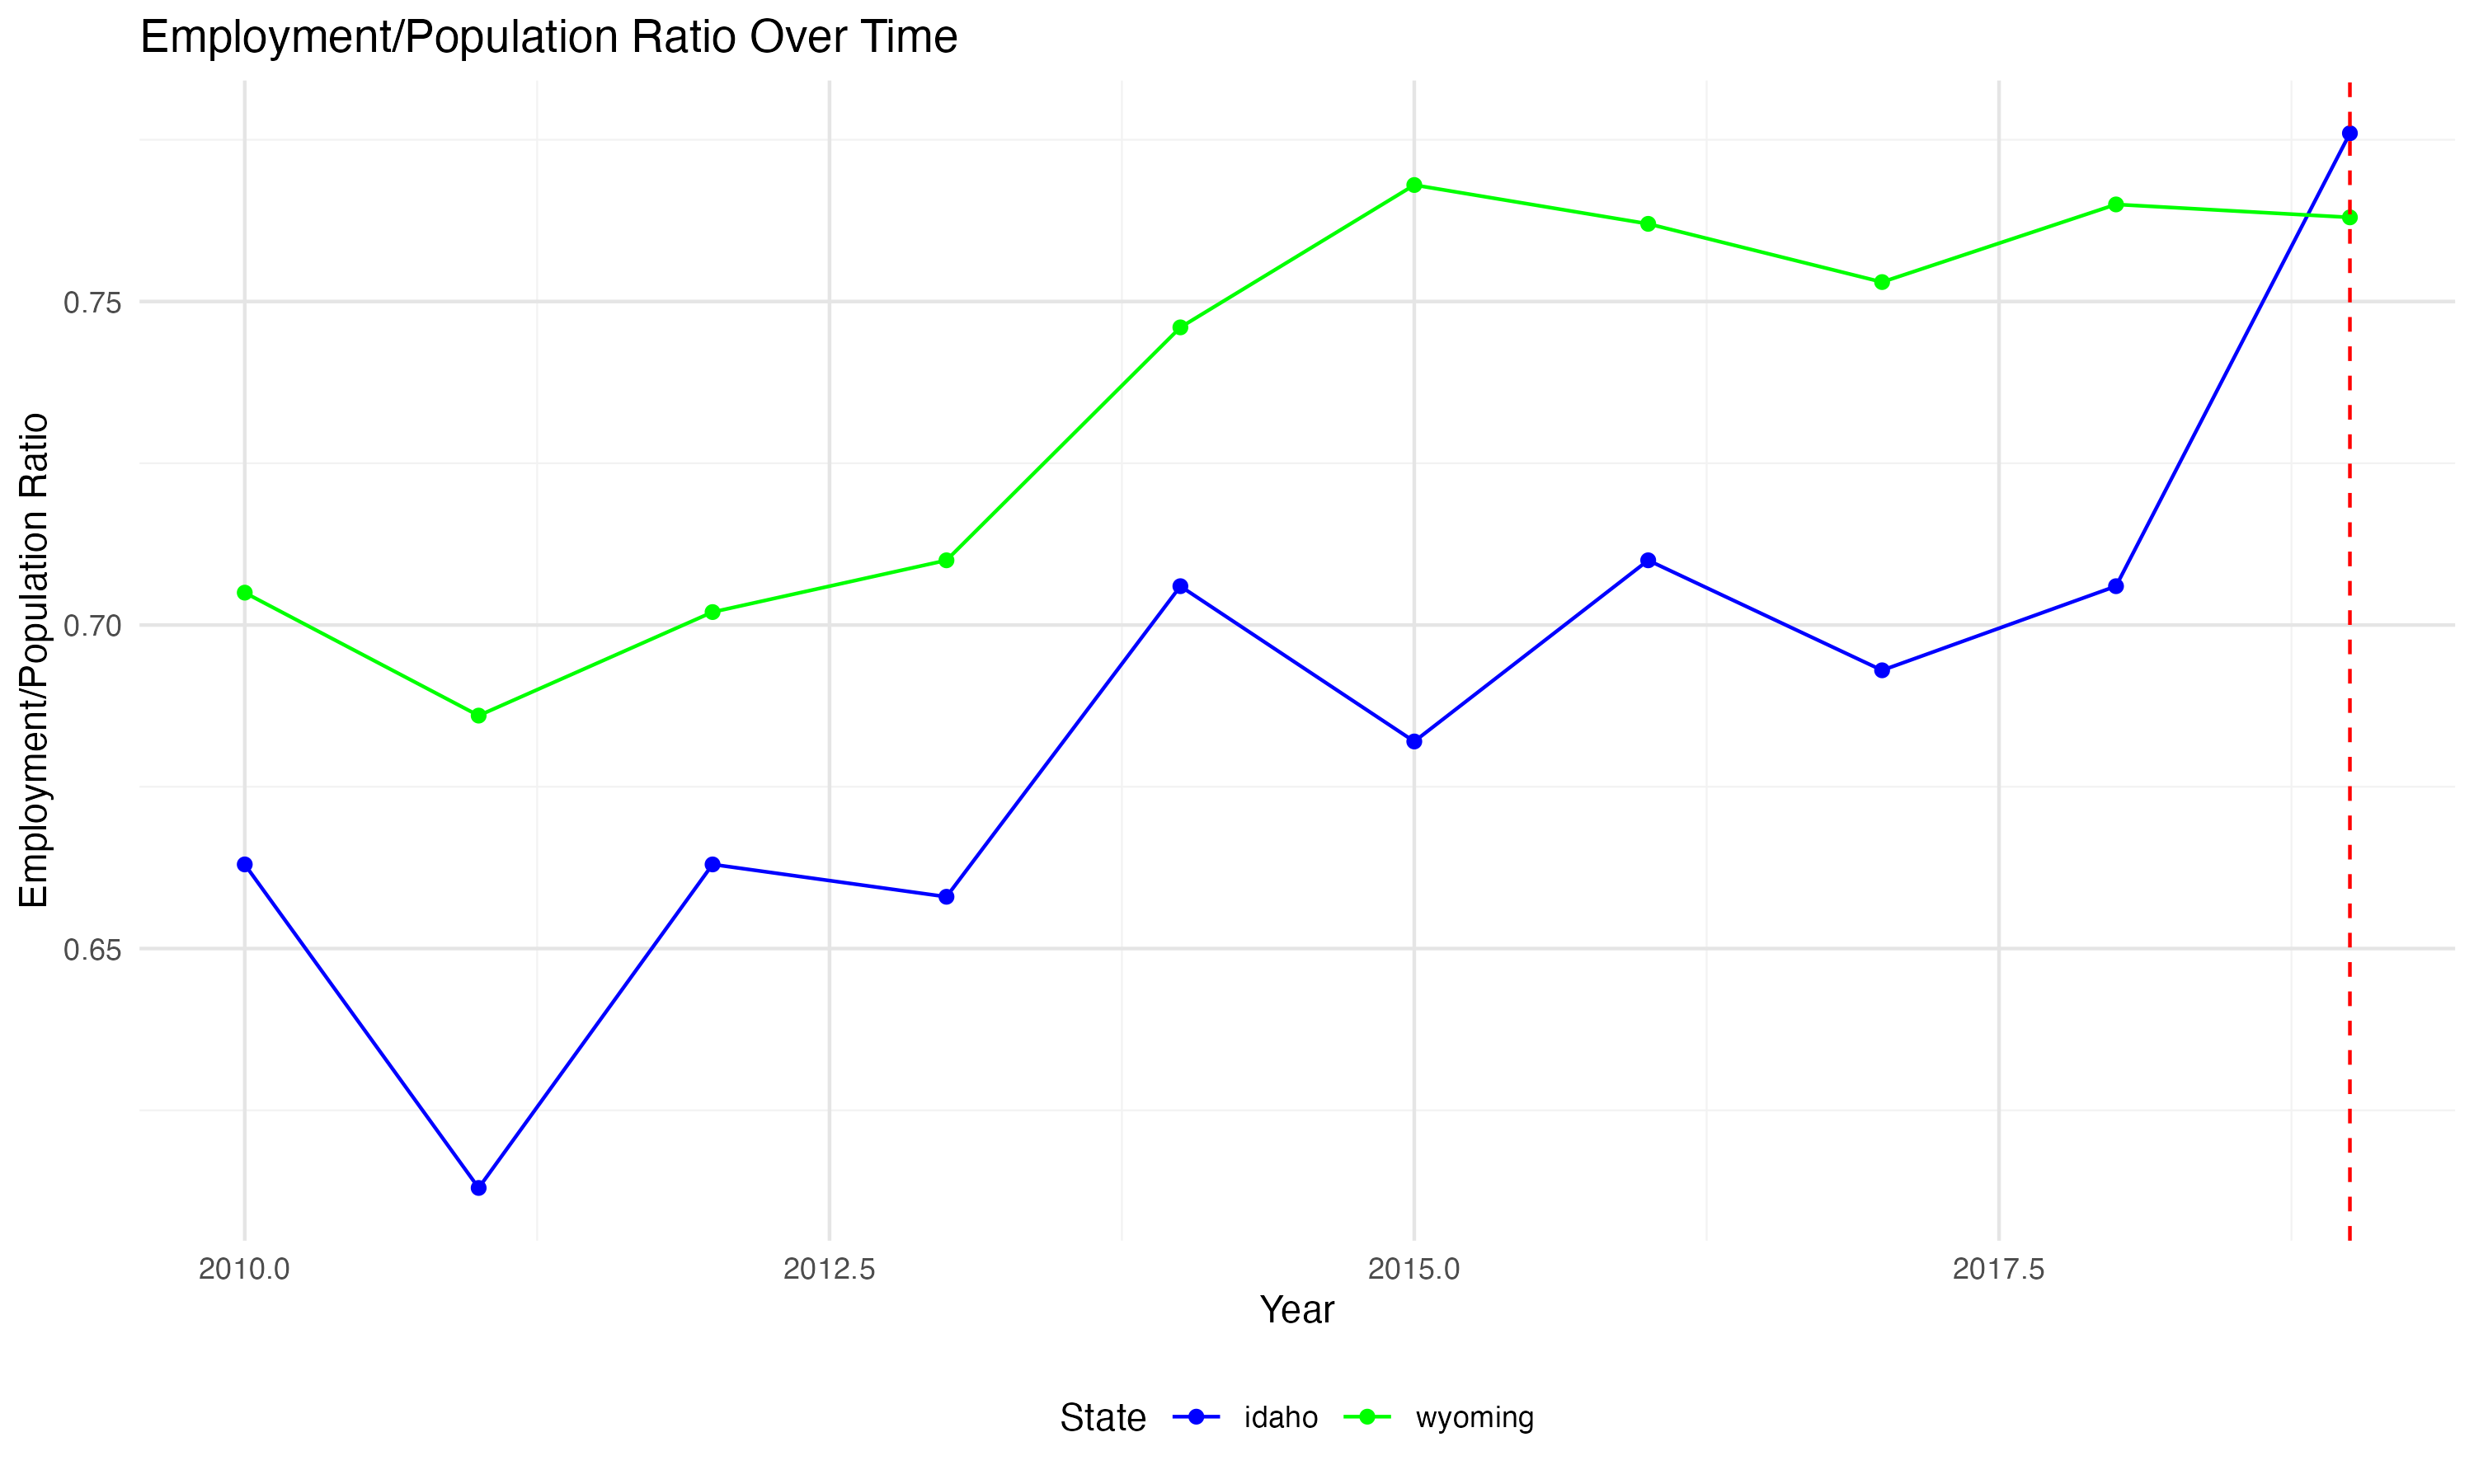 Employment/Population Ratio Over Time
Employment/Population Ratio
0.75
0.70
0.65
2010.0 2012.5 2015.0 2017.5
Year
State idaho wyoming